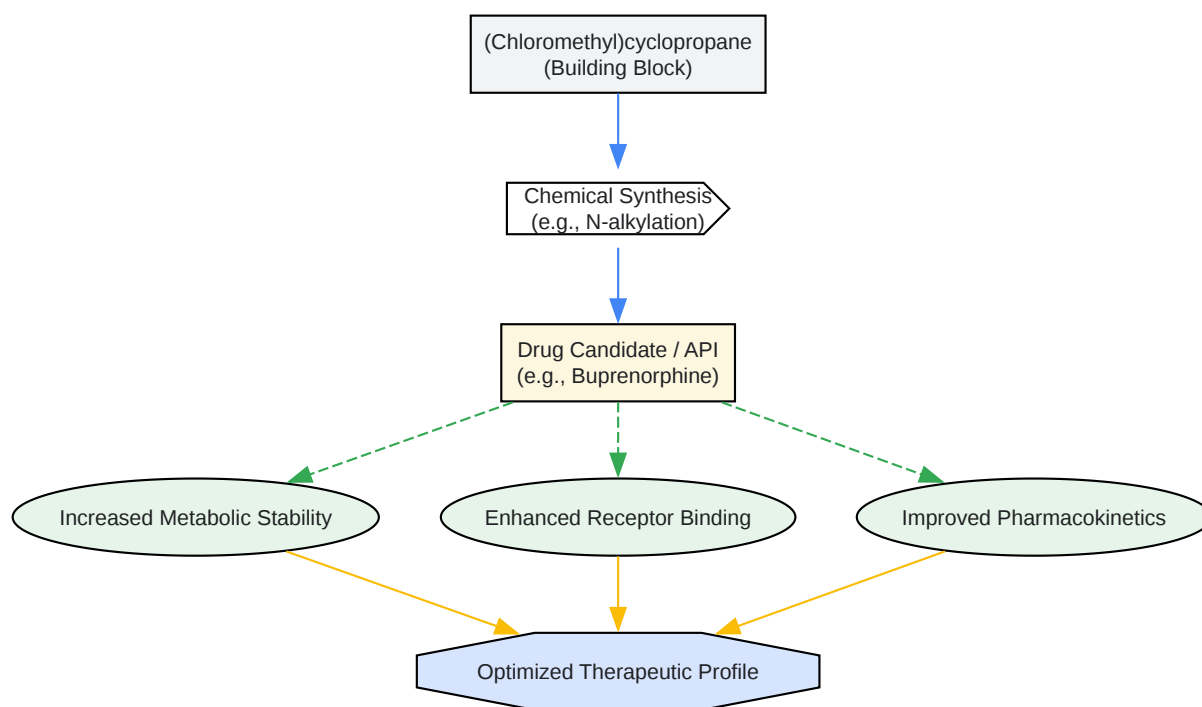 (Chloromethyl)cyclopropane
(Building Block)
Chemical Synthesis
(e.g., N-alkylation)
Drug Candidate / API
(e.g., Buprenorphine)
Increased Metabolic Stability
Enhanced Receptor Binding
Improved Pharmacokinetics
Optimized Therapeutic Profile